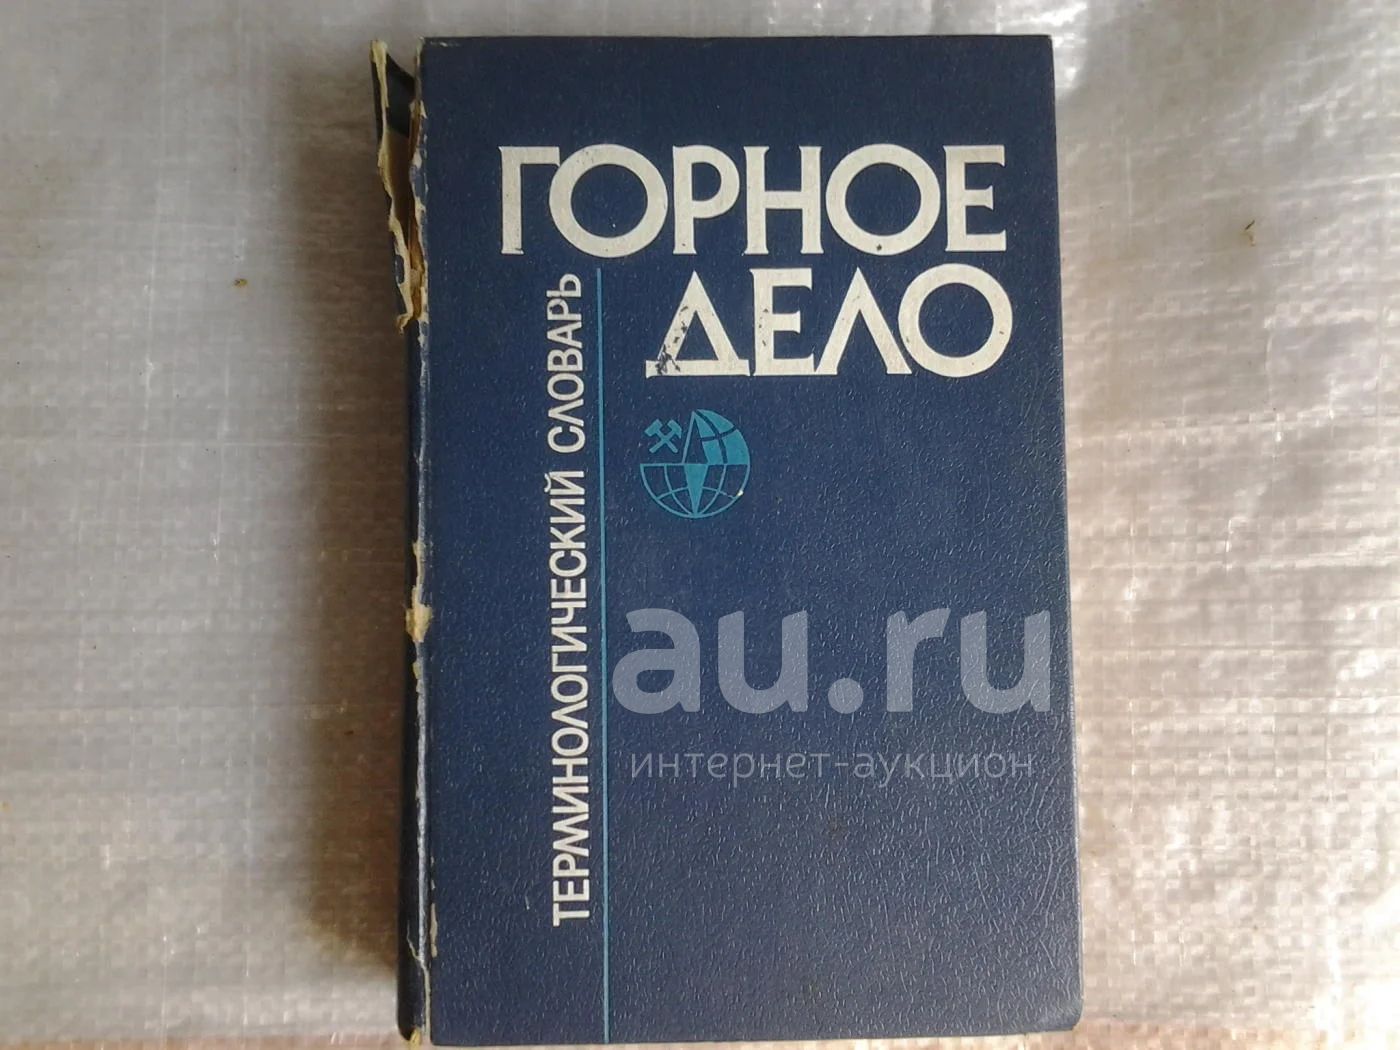 ГОРНОЕ
ДЕЛО
ТЕРМИНОЛОГИЧЕСКИЙ СЛОВАРЬ
au.ru
интернет-аукцион